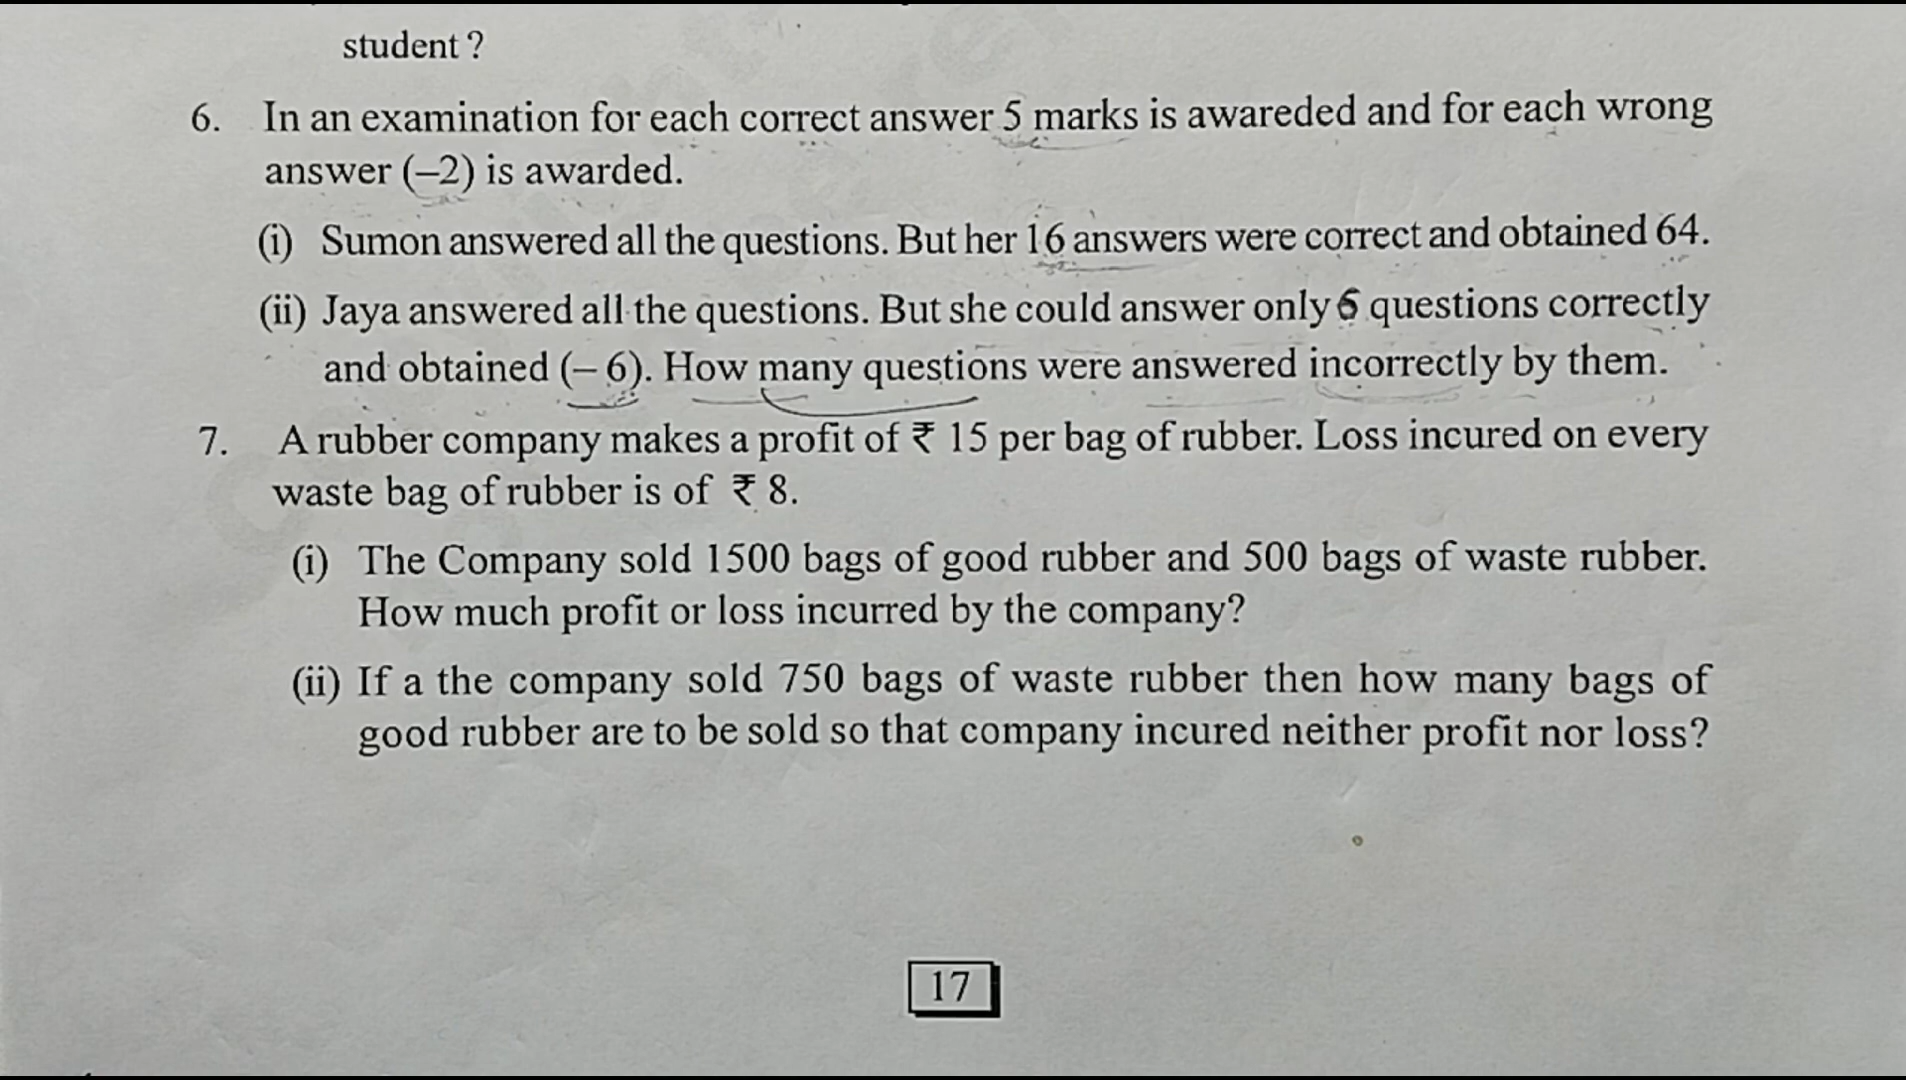 student ?
6. In an examination for each correct answer 5 marks is awareded and for each wrong
answer (–2) is awarded.
(i) Sumon answered all the questions. But her 16 answers were correct and obtained 64.
(ii) Jaya answered all the questions. But she could answer only 6 questions correctly
and obtained (– 6). How many questions were answered incorrectly by them.
7. A rubber company makes a profit of ₹ 15 per bag of rubber. Loss incured on every
waste bag of rubber is of ₹ 8.
(i) The Company sold 1500 bags of good rubber and 500 bags of waste rubber.
How much profit or loss incurred by the company?
(ii) If a the company sold 750 bags of waste rubber then how many bags of
good rubber are to be sold so that company incured neither profit nor loss?
17